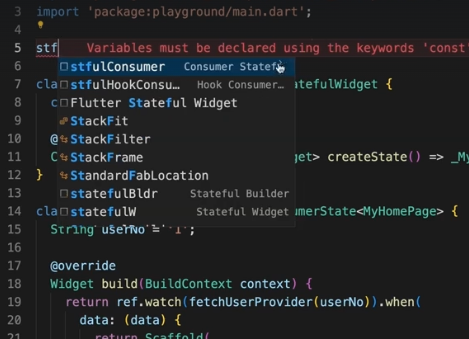 3 import 'package:playground/main.dart';
4
5 stf Variables must be declared using the keywords 'const'
6 stfulConsumer Consumer Statef
7 cla stfulHookConsu… Hook Consumer… atefulWidget {
8 c Flutter Stateful Widget
9 StackFit
10 @ StackFilter
11 C StackFrame get> createState() => _My
12 } StandardFabLocation
13 statefulBldr Stateful Builder
14 cla statefulW Stateful Widget umerState<MyHomePage> {
15 String userNo = '1';
16
17 @override
18 Widget build(BuildContext context) {
19 return ref.watch(fetchUserProvider(userNo)).when(
20 data: (data) {
21 return Scaffold(